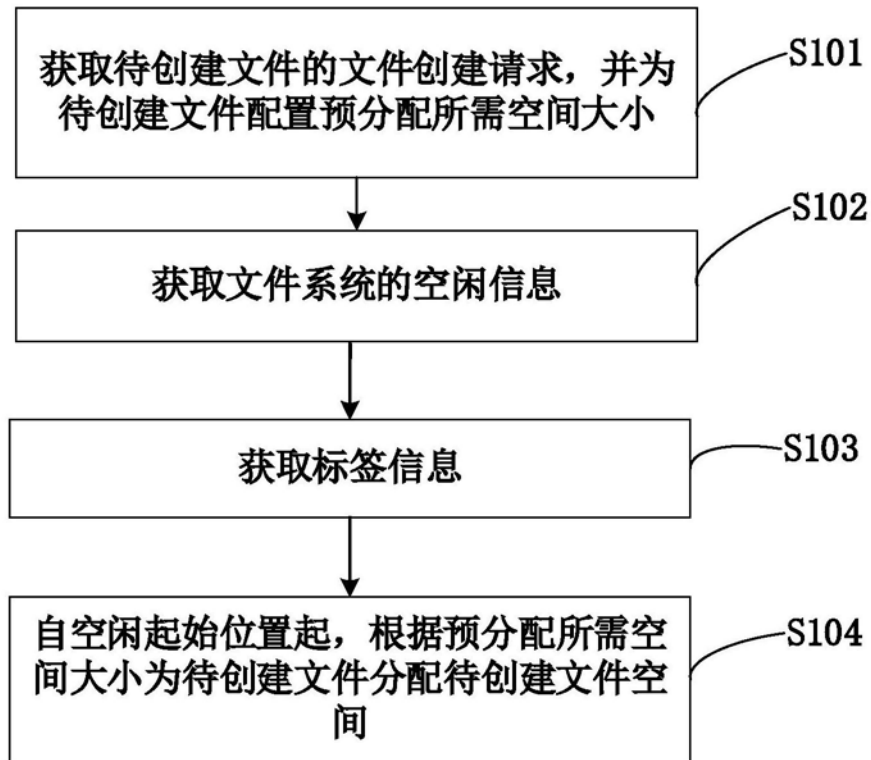 获取待创建文件的文件创建请求，并为
待创建文件配置预分配所需空间大小
S101
获取文件系统的空闲信息
S102
获取标签信息
S103
自空闲起始位置起，根据预分配所需空
间大小为待创建文件分配待创建文件空
间
S104